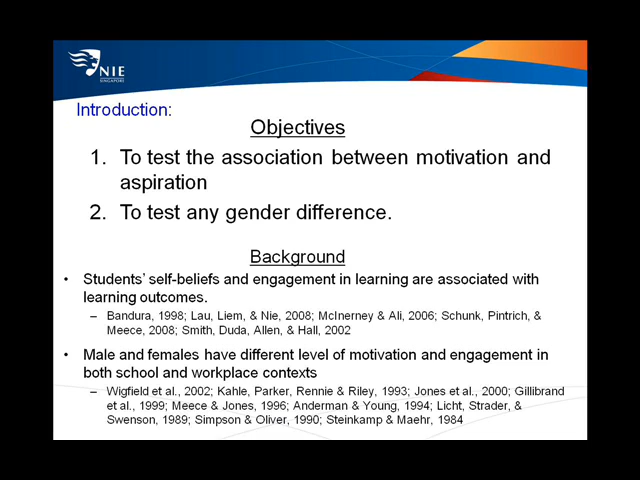 NIE
SINGAPORE
Introduction:
Objectives
1. To test the association between motivation and
aspiration
2. To test any gender difference.
Background
• Students' self-beliefs and engagement in learning are associated with
learning outcomes.
– Bandura, 1998; Lau, Liem, & Nie, 2008; McInerney & Ali, 2006; Schunk, Pintrich, &
Meece, 2008; Smith, Duda, Allen, & Hall, 2002
• Male and females have different level of motivation and engagement in
both school and workplace contexts
– Wigfield et al., 2002; Kahle, Parker, Rennie & Riley, 1993; Jones et al., 2000; Gillibrand
et al., 1999; Meece & Jones, 1996; Anderman & Young, 1994; Licht, Strader, &
Swenson, 1989; Simpson & Oliver, 1990; Steinkamp & Maehr, 1984